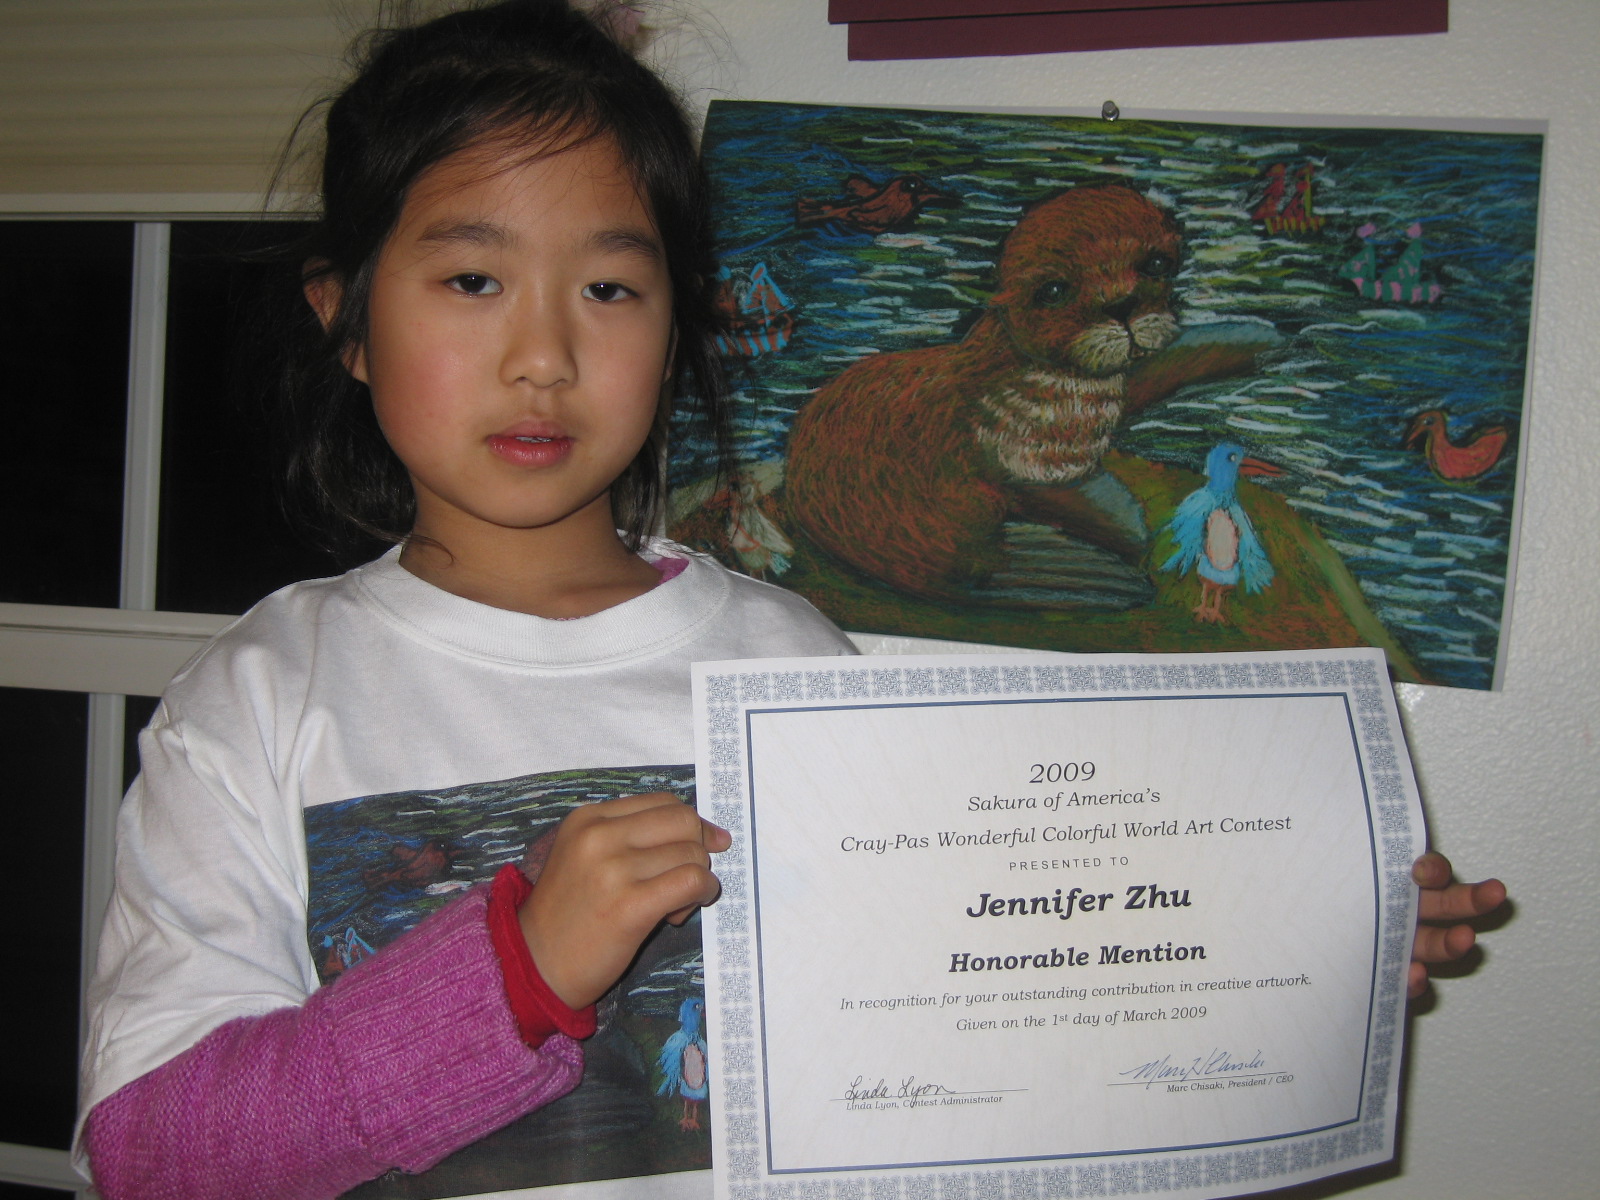 2009
Sakura of America's
Cray-Pas Wonderful Colorful World Art Contest
PRESENTED TO
Jennifer Zhu
Honorable Mention
In recognition for your outstanding contribution in creative artwork.
Given on the 1st day of March 2009
Linda Lyon
Linda Lyon, Contest Administrator
Marc Chisaki, President / CEO